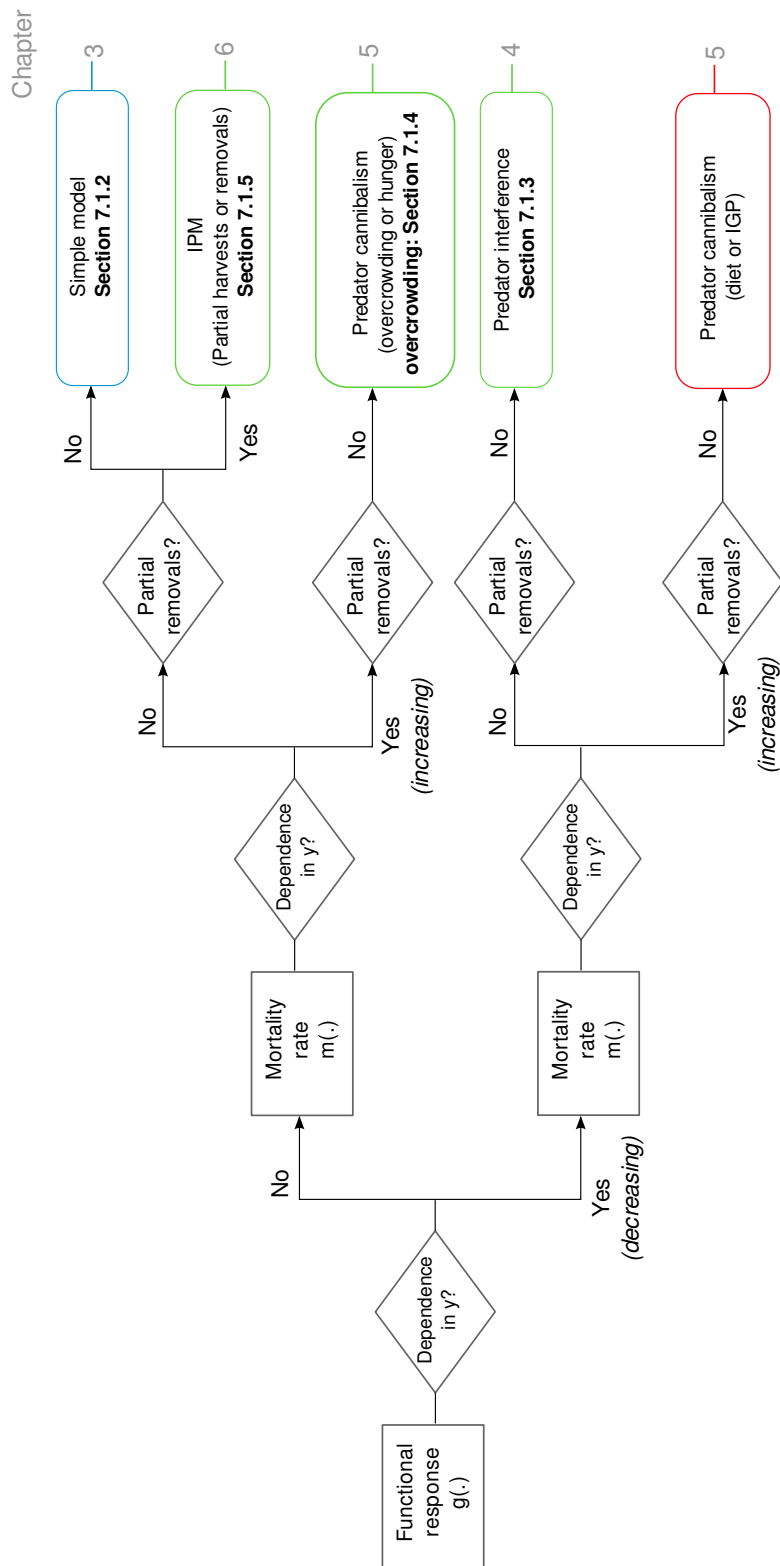 Chapter
Functional
response
g(.)
Dependence
in y?
No
Yes
(decreasing)
Mortality
rate
m(.)
Dependence
in y?
No
Yes
(increasing)
Partial
removals?
No
Yes
Simple model
Section 7.1.2
3
IPM
(Partial harvests or removals)
Section 7.1.5
6
Partial
removals?
No
Predator cannibalism
(overcrowding or hunger)
overcrowding: Section 7.1.4
5
Mortality
rate
m(.)
Dependence
in y?
No
Yes
(increasing)
Partial
removals?
No
Predator interference
Section 7.1.3
4
Partial
removals?
No
Predator cannibalism
(diet or IGP)
5